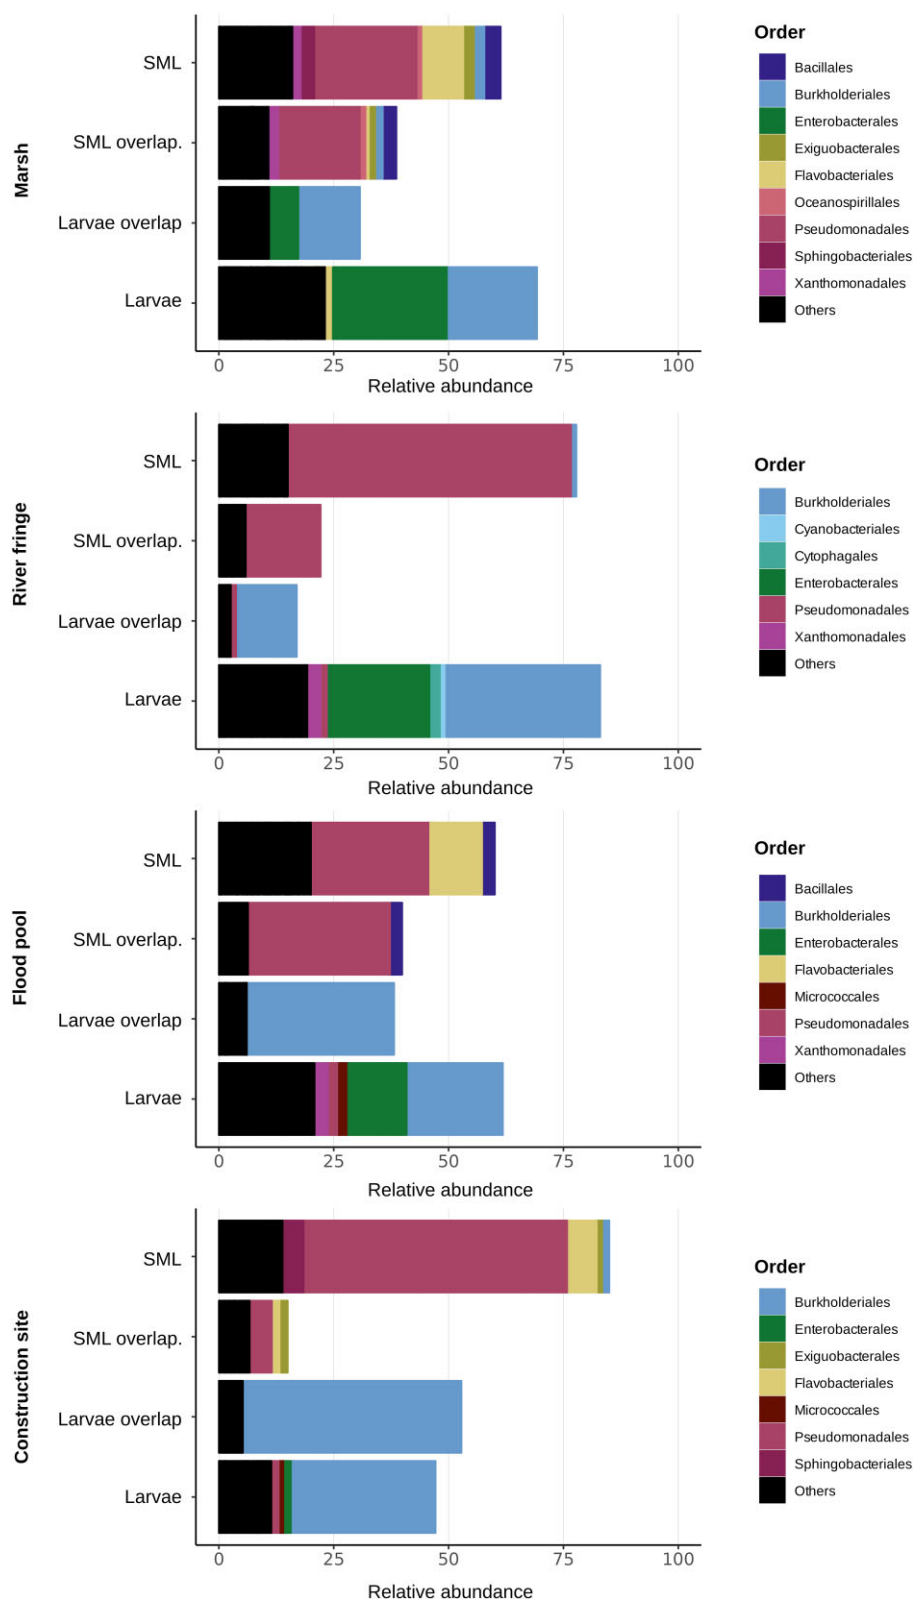 Marsh
SML
SML overlap.
Larvae overlap
Larvae
0 25 50 75 100
Relative abundance
Order
Bacillales
Burkholderiales
Enterobacterales
Exiguobacterales
Flavobacteriales
Oceanospirillales
Pseudomonadales
Sphingobacteriales
Xanthomonadales
Others
River fringe
SML
SML overlap.
Larvae overlap
Larvae
0 25 50 75 100
Relative abundance
Order
Burkholderiales
Cyanobacteriales
Cytophagales
Enterobacterales
Pseudomonadales
Xanthomonadales
Others
Flood pool
SML
SML overlap.
Larvae overlap
Larvae
0 25 50 75 100
Relative abundance
Order
Bacillales
Burkholderiales
Enterobacterales
Flavobacteriales
Micrococcales
Pseudomonadales
Xanthomonadales
Others
Construction site
SML
SML overlap.
Larvae overlap
Larvae
0 25 50 75 100
Relative abundance
Order
Burkholderiales
Enterobacterales
Exiguobacterales
Flavobacteriales
Micrococcales
Pseudomonadales
Sphingobacteriales
Others